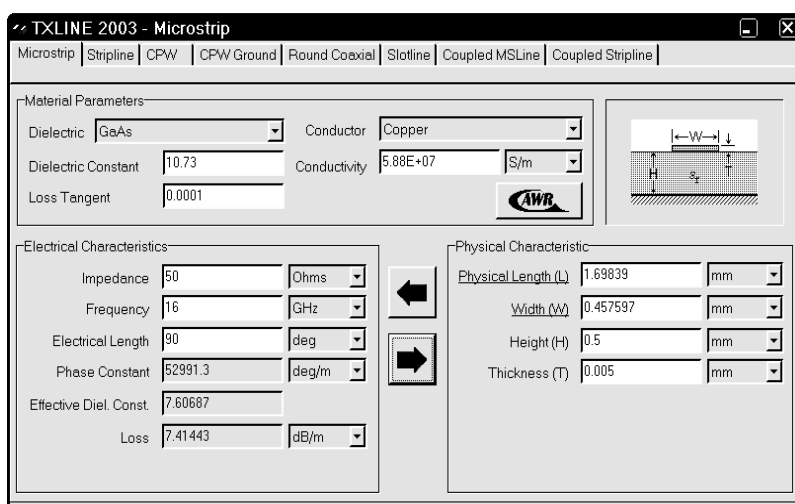 TXLINE 2003 - Microstrip
Microstrip Stripline CPW CPW Ground Round Coaxial Slotline Coupled MSLine Coupled Stripline
Material Parameters
Dielectric GaAs Conductor Copper
Dielectric Constant 10.73 Conductivity 5.88E+07 S/m
Loss Tangent 0.0001 AWR
W
H
T
εr
Electrical Characteristics
Impedance 50 Ohms
Frequency 16 GHz
Electrical Length 90 deg
Phase Constant 52991.3 deg/m
Effective Diel. Const. 7.60687
Loss 7.41443 dB/m
Physical Characteristic
Physical Length (L) 1.69839 mm
Width (W) 0.457597 mm
Height (H) 0.5 mm
Thickness (T) 0.005 mm